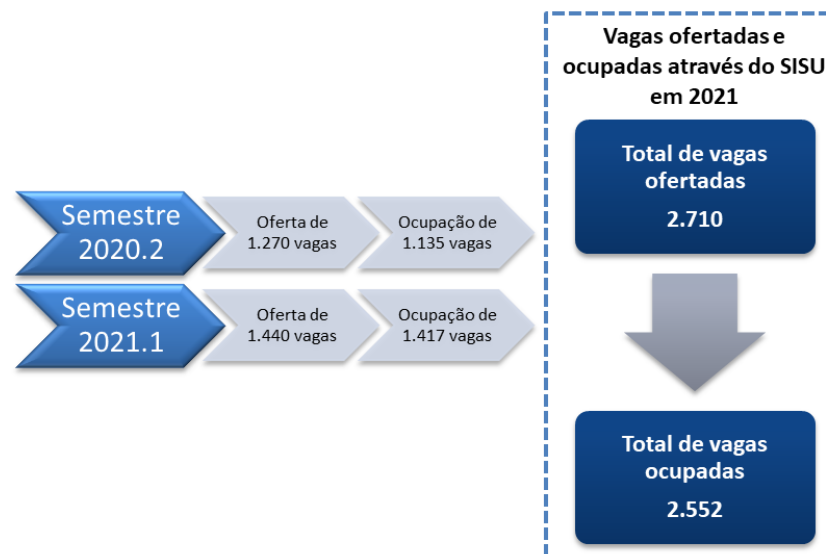 Vagas ofertadas e
ocupadas através do SISU
em 2021
Total de vagas
ofertadas
2.710
Semestre
2020.2
Oferta de
1.270 vagas
Ocupação de
1.135 vagas
Semestre
2021.1
Oferta de
1.440 vagas
Ocupação de
1.417 vagas
Total de vagas
ocupadas
2.552